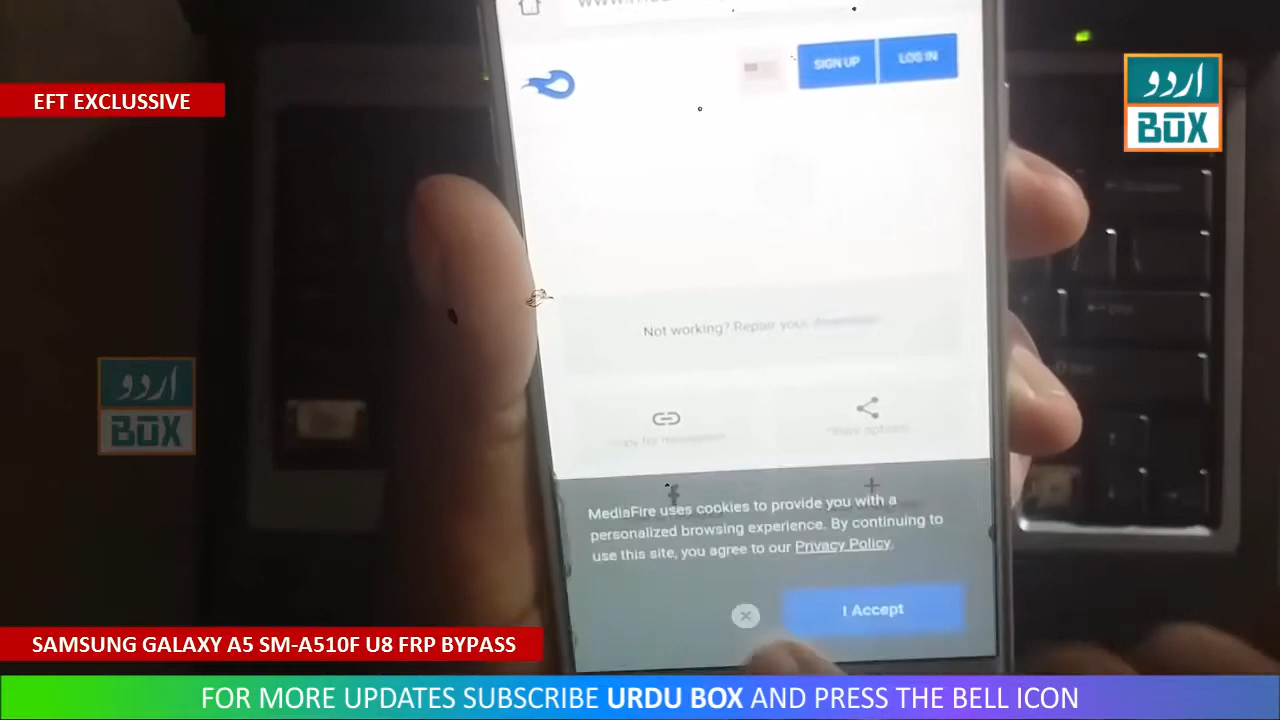 EFT EXCLUSSIVE
SIGN UP
LOG IN
اردو
BOX
Not working? Repair your
اردو
BOX
MediaFire uses cookies to provide you with a
personalized browsing experience. By continuing to
use this site, you agree to our Privacy Policy.
I Accept
SAMSUNG GALAXY A5 SM-A510F U8 FRP BYPASS
FOR MORE UPDATES SUBSCRIBE URDU BOX AND PRESS THE BELL ICON